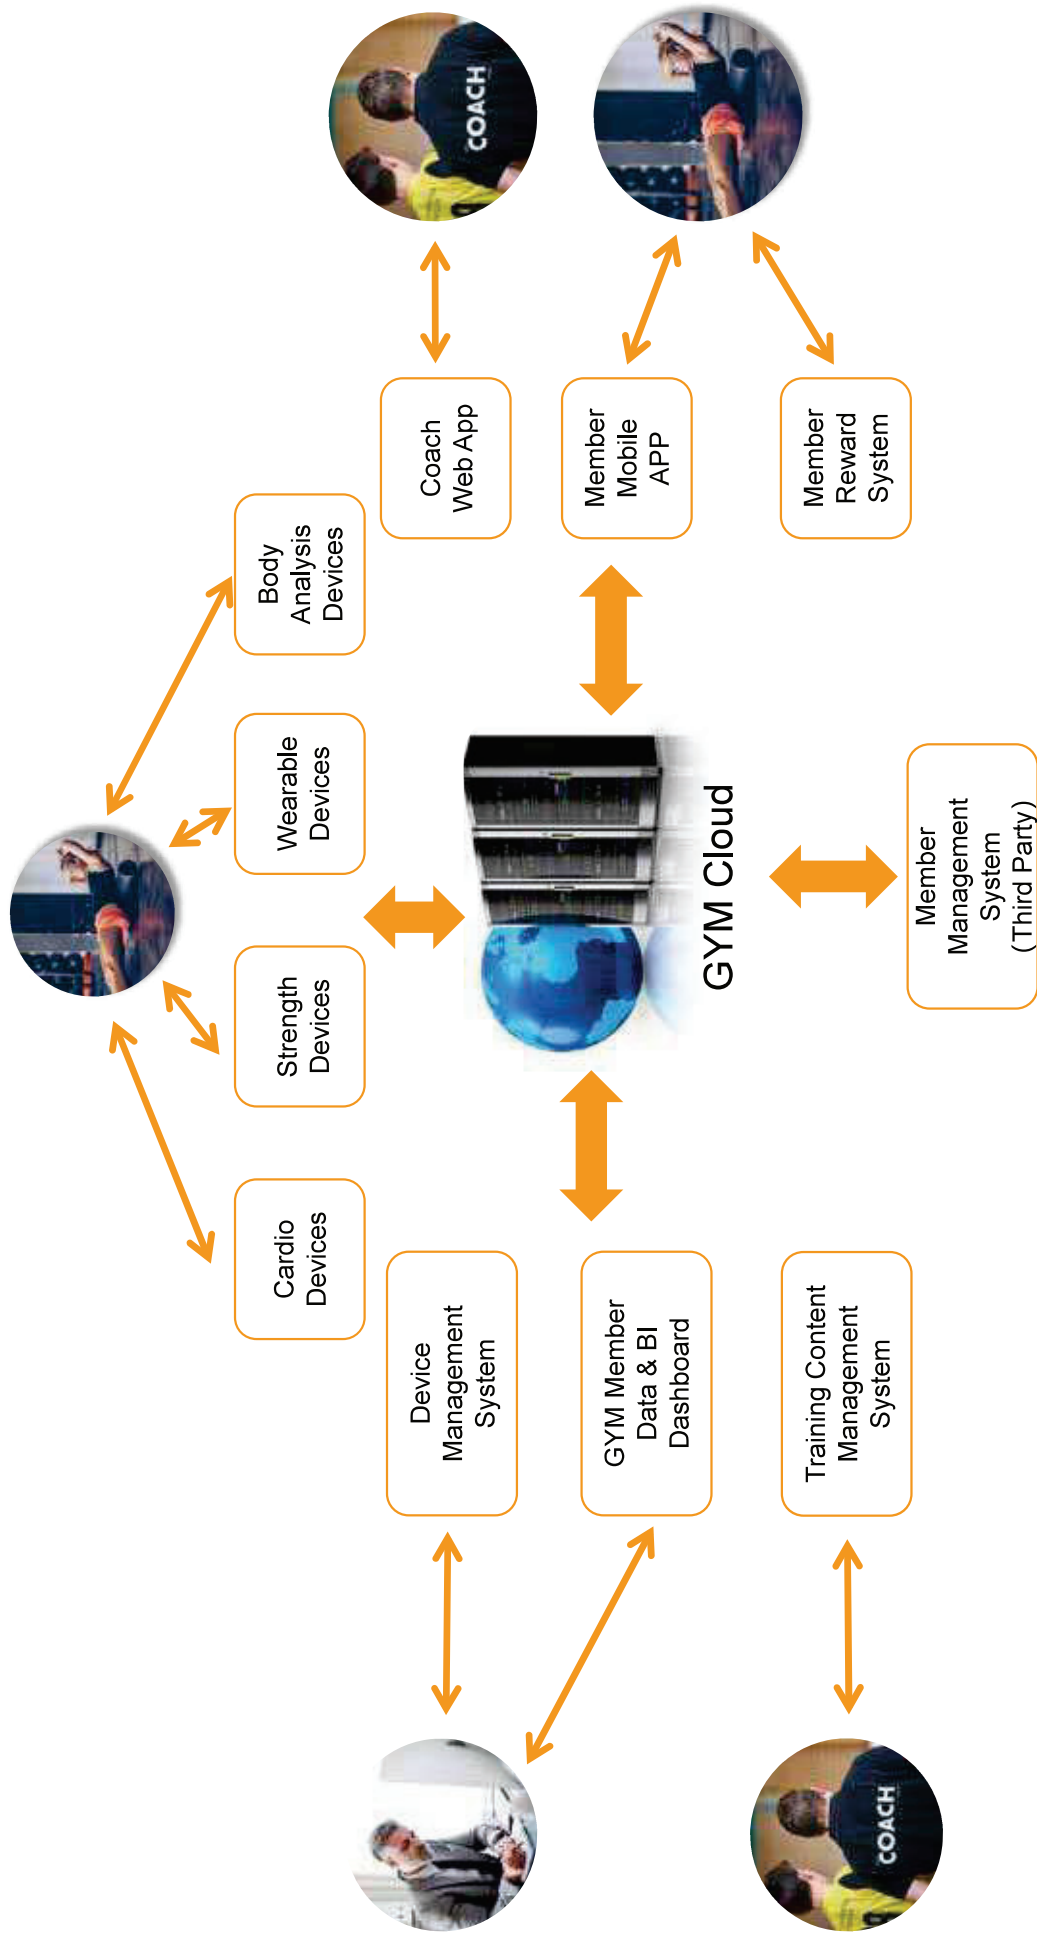 Cardio
Devices
Strength
Devices
Wearable
Devices
Body
Analysis
Devices
Device
Management
System
GYM Member
Data & BI
Dashboard
Training Content
Management
System
GYM Cloud
Coach
Web App
Member
Mobile
APP
Member
Reward
System
Member
Management
System
(Third Party)
COACH
COACH